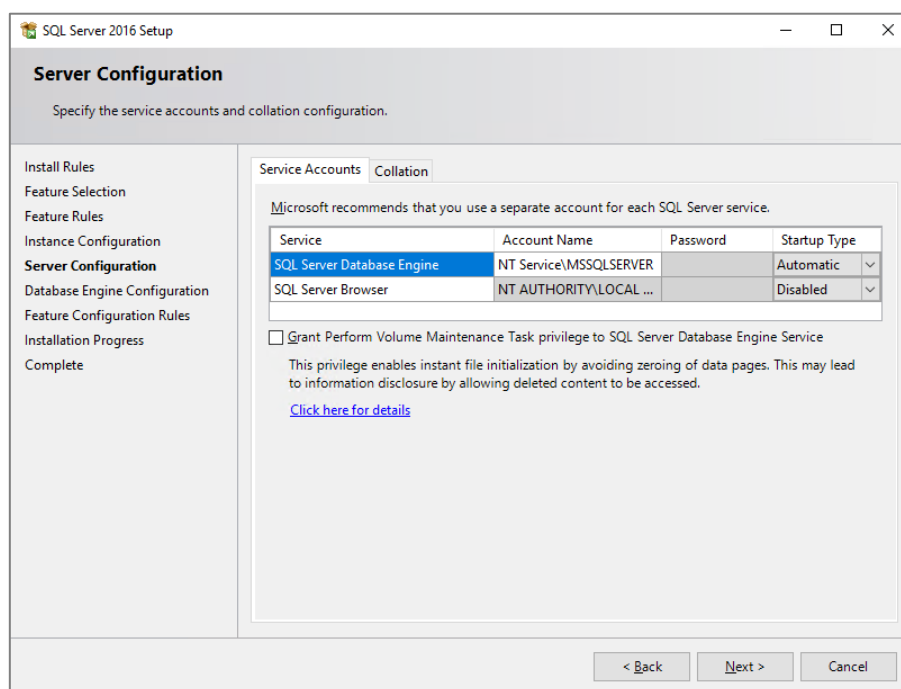 SQL Server 2016 Setup
Server Configuration
Specify the service accounts and collation configuration.
Install Rules
Feature Selection
Feature Rules
Instance Configuration
Server Configuration
Database Engine Configuration
Feature Configuration Rules
Installation Progress
Complete
Service Accounts Collation
Microsoft recommends that you use a separate account for each SQL Server service.
Service Account Name Password Startup Type
SQL Server Database Engine NT Service\MSSQLSERVER Automatic
SQL Server Browser NT AUTHORITY\LOCAL ... Disabled
Grant Perform Volume Maintenance Task privilege to SQL Server Database Engine Service
This privilege enables instant file initialization by avoiding zeroing of data pages. This may lead
to information disclosure by allowing deleted content to be accessed.
Click here for details
< Back Next > Cancel